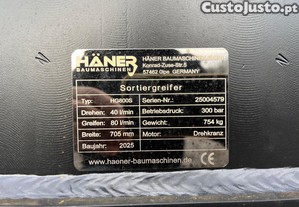 CustoJusto.pt
HÄNER
BAUMASCHINEN
HÄNER BAUMASCHINEN
Konrad-Zuse-Str.5
57462 Olpe, GERMANY
Sortiergreifer
Typ: HG800S Serien-Nr.: 25004579
Drehen: 40 l/min Betriebsdruck: 300 bar
Greifen: 80 l/min Gewicht: 754 kg
Breite: 705 mm Motor: Drehkranz
Baujahr: 2025
www.haener-baumaschinen.de CE